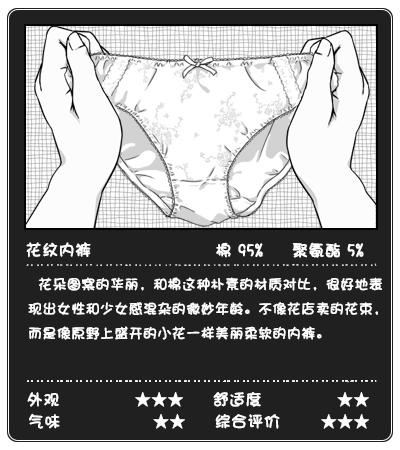 花纹内裤 棉 95% 聚氨酯 5%
花朵图案的华丽，和棉这种朴素的材质对比，很好地表
现出女性和少女感混杂的微妙年龄。不像花店卖的花束，
而是像原野上盛开的小花一样美丽柔软的内裤。
外观 ★★★ 舒适度 ★★
气味 ★★ 综合评价 ★★★